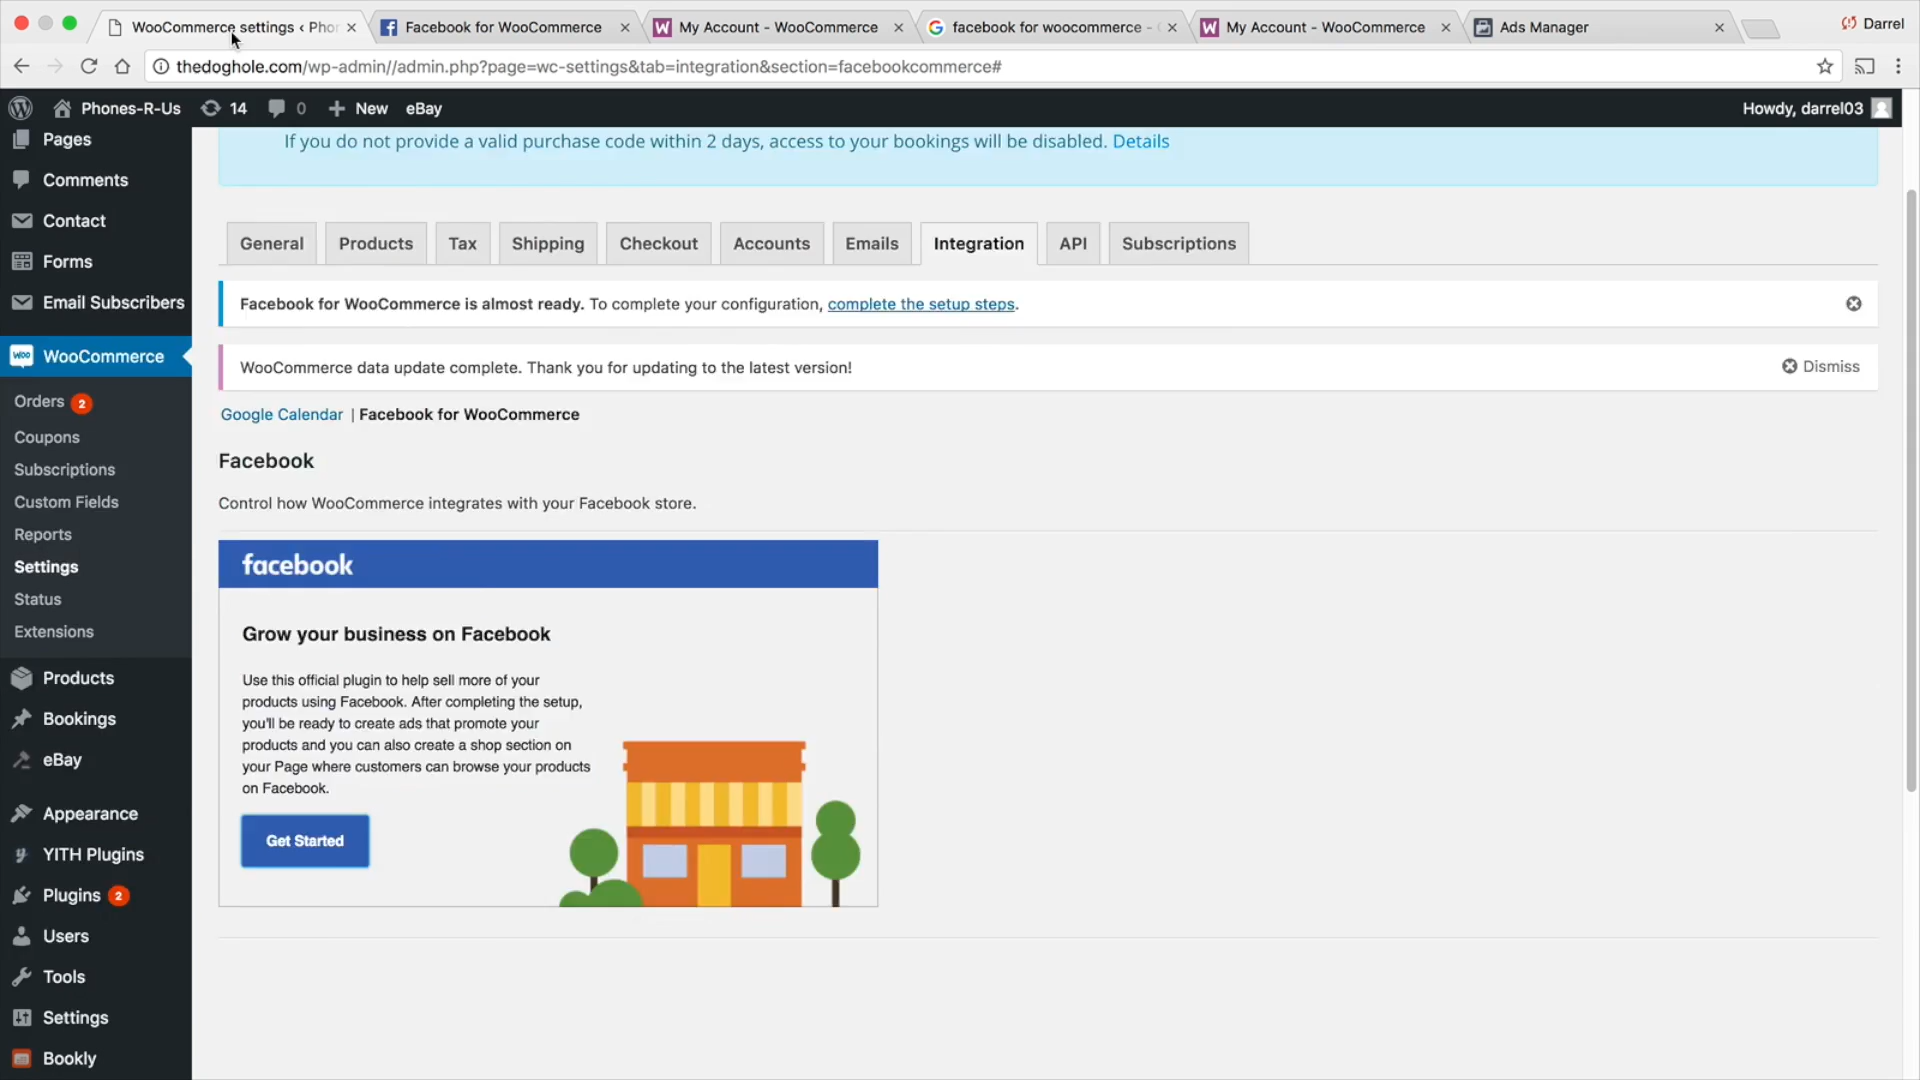 WooCommerce settings ‹ Phon
Facebook for WooCommerce
My Account - WooCommerce
facebook for woocommerce -
My Account - WooCommerce
Ads Manager
Darrel
thedoghole.com/wp-admin//admin.php?page=wc-settings&tab=integration&section=facebookcommerce#
Phones-R-Us
14
0
New
eBay
Howdy, darrel03
Pages
Comments
Contact
Forms
Email Subscribers
WooCommerce
Orders 2
Coupons
Subscriptions
Custom Fields
Reports
Settings
Status
Extensions
Products
Bookings
eBay
Appearance
YITH Plugins
Plugins 2
Users
Tools
Settings
Bookly
If you do not provide a valid purchase code within 2 days, access to your bookings will be disabled. Details
General
Products
Tax
Shipping
Checkout
Accounts
Emails
Integration
API
Subscriptions
Facebook for WooCommerce is almost ready. To complete your configuration, complete the setup steps.
WooCommerce data update complete. Thank you for updating to the latest version!
Dismiss
Google Calendar | Facebook for WooCommerce
Facebook
Control how WooCommerce integrates with your Facebook store.
facebook
Grow your business on Facebook
Use this official plugin to help sell more of your
products using Facebook. After completing the setup,
you'll be ready to create ads that promote your
products and you can also create a shop section on
your Page where customers can browse your products
on Facebook.
Get Started